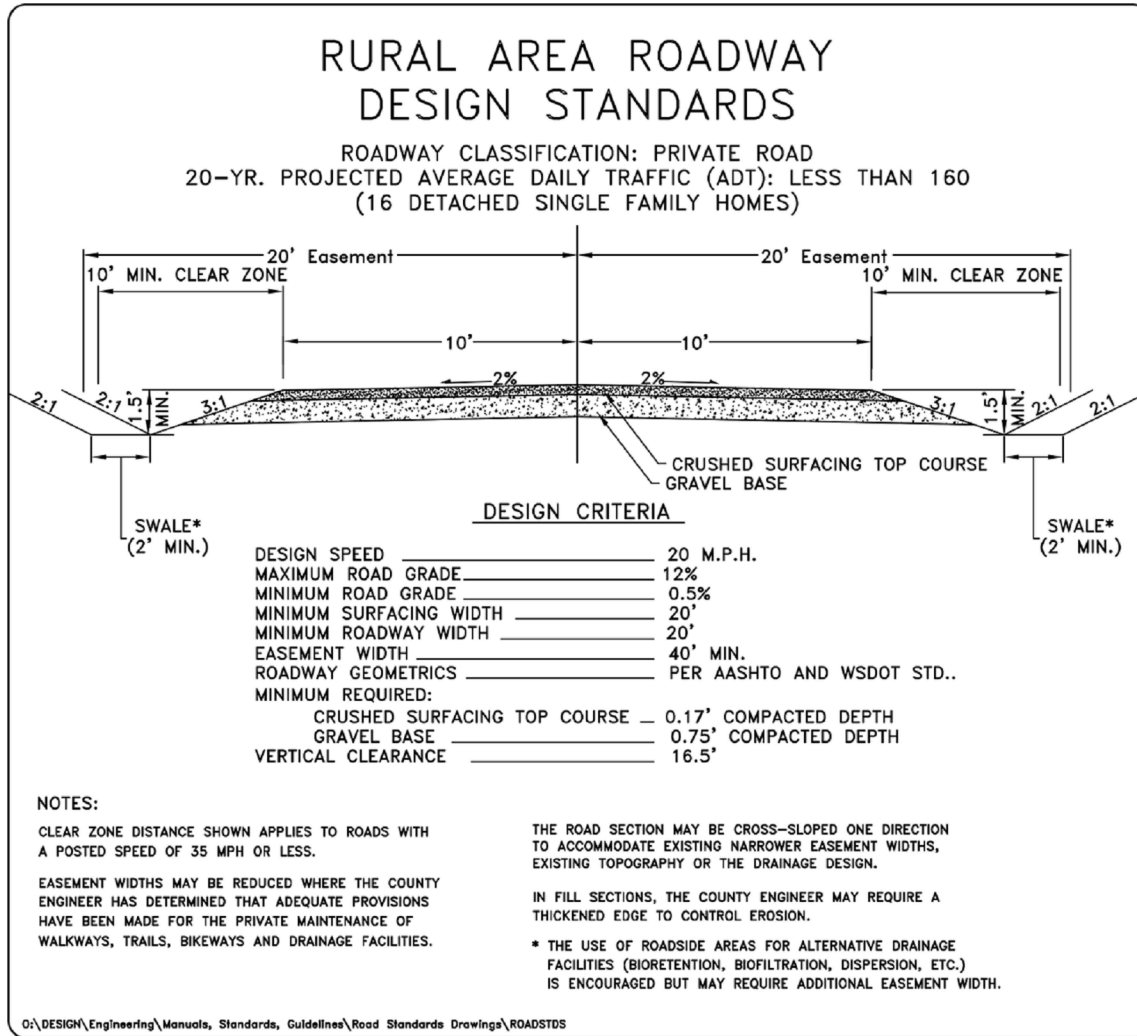 RURAL AREA ROADWAY
DESIGN STANDARDS
ROADWAY CLASSIFICATION: PRIVATE ROAD
20-YR. PROJECTED AVERAGE DAILY TRAFFIC (ADT): LESS THAN 160
(16 DETACHED SINGLE FAMILY HOMES)
20' Easement
20' Easement
10' MIN. CLEAR ZONE
10' MIN. CLEAR ZONE
10'
10'
2%
2%
2:1
2:1
1.5'
MIN.
3:1
3:1
1.5'
MIN.
2:1
2:1
CRUSHED SURFACING TOP COURSE
GRAVEL BASE
SWALE*
(2' MIN.)
SWALE*
(2' MIN.)
DESIGN CRITERIA
DESIGN SPEED 20 M.P.H.
MAXIMUM ROAD GRADE 12%
MINIMUM ROAD GRADE 0.5%
MINIMUM SURFACING WIDTH 20'
MINIMUM ROADWAY WIDTH 20'
EASEMENT WIDTH 40' MIN.
ROADWAY GEOMETRICS PER AASHTO AND WSDOT STD..
MINIMUM REQUIRED:
CRUSHED SURFACING TOP COURSE 0.17' COMPACTED DEPTH
GRAVEL BASE 0.75' COMPACTED DEPTH
VERTICAL CLEARANCE 16.5'
NOTES:
CLEAR ZONE DISTANCE SHOWN APPLIES TO ROADS WITH
A POSTED SPEED OF 35 MPH OR LESS.
EASEMENT WIDTHS MAY BE REDUCED WHERE THE COUNTY
ENGINEER HAS DETERMINED THAT ADEQUATE PROVISIONS
HAVE BEEN MADE FOR THE PRIVATE MAINTENANCE OF
WALKWAYS, TRAILS, BIKEWAYS AND DRAINAGE FACILITIES.
THE ROAD SECTION MAY BE CROSS-SLOPED ONE DIRECTION
TO ACCOMMODATE EXISTING NARROWER EASEMENT WIDTHS,
EXISTING TOPOGRAPHY OR THE DRAINAGE DESIGN.
IN FILL SECTIONS, THE COUNTY ENGINEER MAY REQUIRE A
THICKENED EDGE TO CONTROL EROSION.
* THE USE OF ROADSIDE AREAS FOR ALTERNATIVE DRAINAGE
FACILITIES (BIORETENTION, BIOFILTRATION, DISPERSION, ETC.)
IS ENCOURAGED BUT MAY REQUIRE ADDITIONAL EASEMENT WIDTH.
O:\DESIGN\Engineering\Manuals, Standards, Guidelines\Road Standards Drawings\ROADSTDS